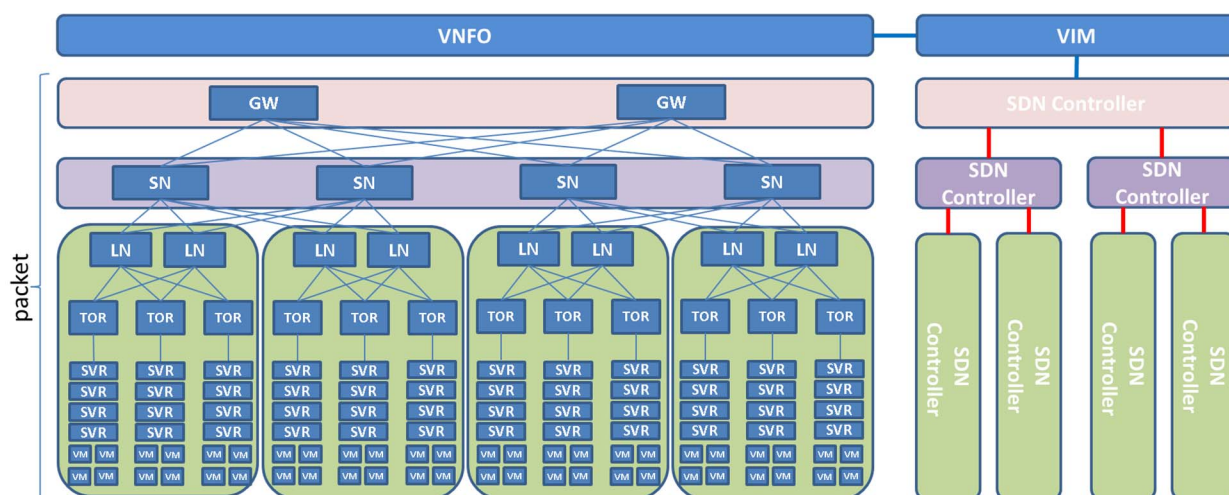 VNFO VIM
GW GW SDN Controller
SN SN SN SN SDN Controller SDN Controller
packet
LN LN LN LN LN LN LN LN
TOR TOR TOR TOR TOR TOR TOR TOR TOR TOR TOR TOR
SDN Controller SDN Controller SDN Controller SDN Controller
SVR SVR SVR SVR SVR SVR SVR SVR SVR SVR SVR SVR
SVR SVR SVR SVR SVR SVR SVR SVR SVR SVR SVR SVR
SVR SVR SVR SVR SVR SVR SVR SVR SVR SVR SVR SVR
SVR SVR SVR SVR SVR SVR SVR SVR SVR SVR SVR SVR
VM VM VM VM VM VM VM VM VM VM VM VM VM VM VM VM VM VM VM VM VM VM VM VM
VM VM VM VM VM VM VM VM VM VM VM VM VM VM VM VM VM VM VM VM VM VM VM VM